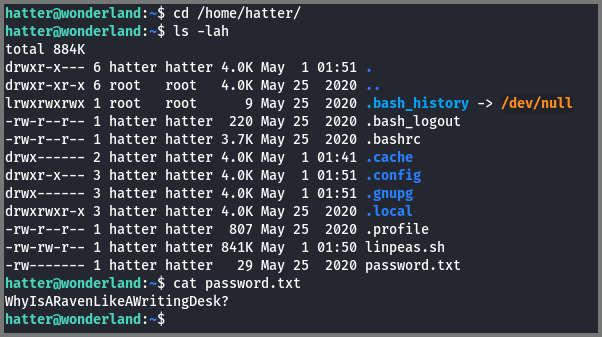 hatter@wonderland:~$ cd /home/hatter/
hatter@wonderland:~$ ls -lah
total 884K
drwxr-x--- 6 hatter hatter 4.0K May  1 01:51 .
drwxr-xr-x 6 root   root   4.0K May 25  2020 ..
lrwxrwxrwx 1 root   root      9 May 25  2020 .bash_history -> /dev/null
-rw-r--r-- 1 hatter hatter  220 May 25  2020 .bash_logout
-rw-r--r-- 1 hatter hatter 3.7K May 25  2020 .bashrc
drwx------ 2 hatter hatter 4.0K May  1 01:41 .cache
drwxr-x--- 3 hatter hatter 4.0K May  1 01:51 .config
drwx------ 3 hatter hatter 4.0K May  1 01:51 .gnupg
drwxrwxr-x 3 hatter hatter 4.0K May 25  2020 .local
-rw-r--r-- 1 hatter hatter  807 May 25  2020 .profile
-rw-rw-r-- 1 hatter hatter 841K May  1 01:50 linpeas.sh
-rw------- 1 hatter hatter   29 May 25  2020 password.txt
hatter@wonderland:~$ cat password.txt
WhyIsARavenLikeAWritingDesk?
hatter@wonderland:~$